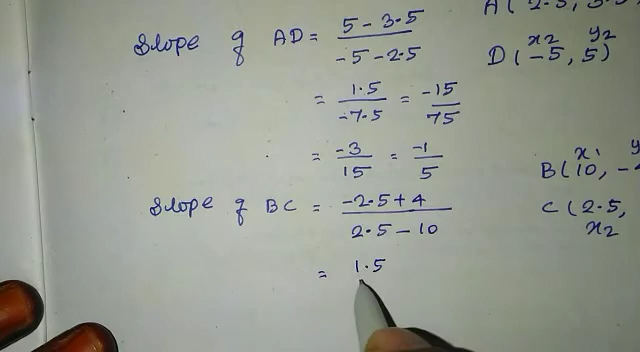 A(2.5, 3.5
Slope of AD = 5 - 3.5 / -5 - 2.5
x2 y2
D(-5, 5)
= 1.5 / -7.5 = -15 / 75
= -3 / 15 = -1 / 5
x1 y
B(10, -4
Slope of BC = -2.5 + 4 / 2.5 - 10
C(2.5,
x2
= 1.5